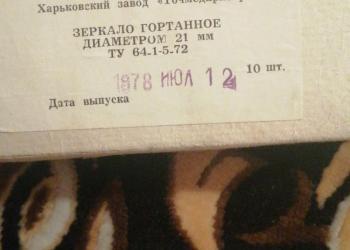 Харьковский завод
ЗЕРКАЛО ГОРТАННОЕ
ДИАМЕТРОМ 21 мм
ТУ 64-1-5.72
1978 ИЮЛ 12 10 шт.
Дата выпуска